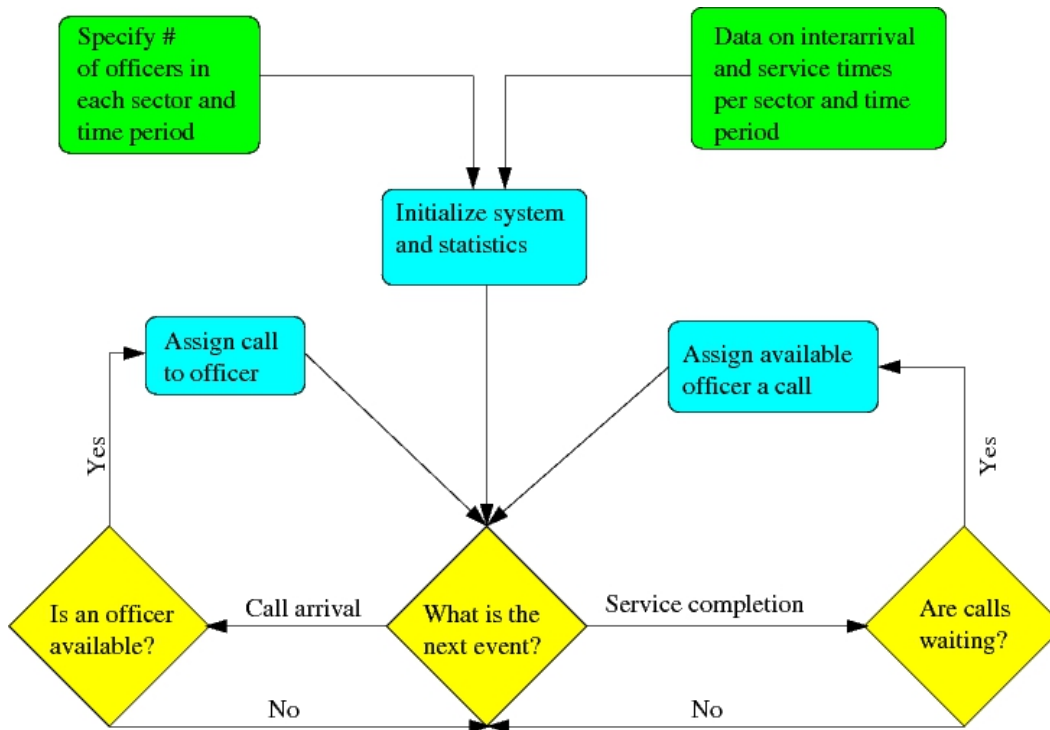 Specify #
of officers in
each sector and
time period
Data on interarrival
and service times
per sector and time
period
Initialize system
and statistics
Assign call
to officer
Assign available
officer a call
Yes
Yes
Is an officer
available?
Call arrival
What is the
next event?
Service completion
Are calls
waiting?
No
No